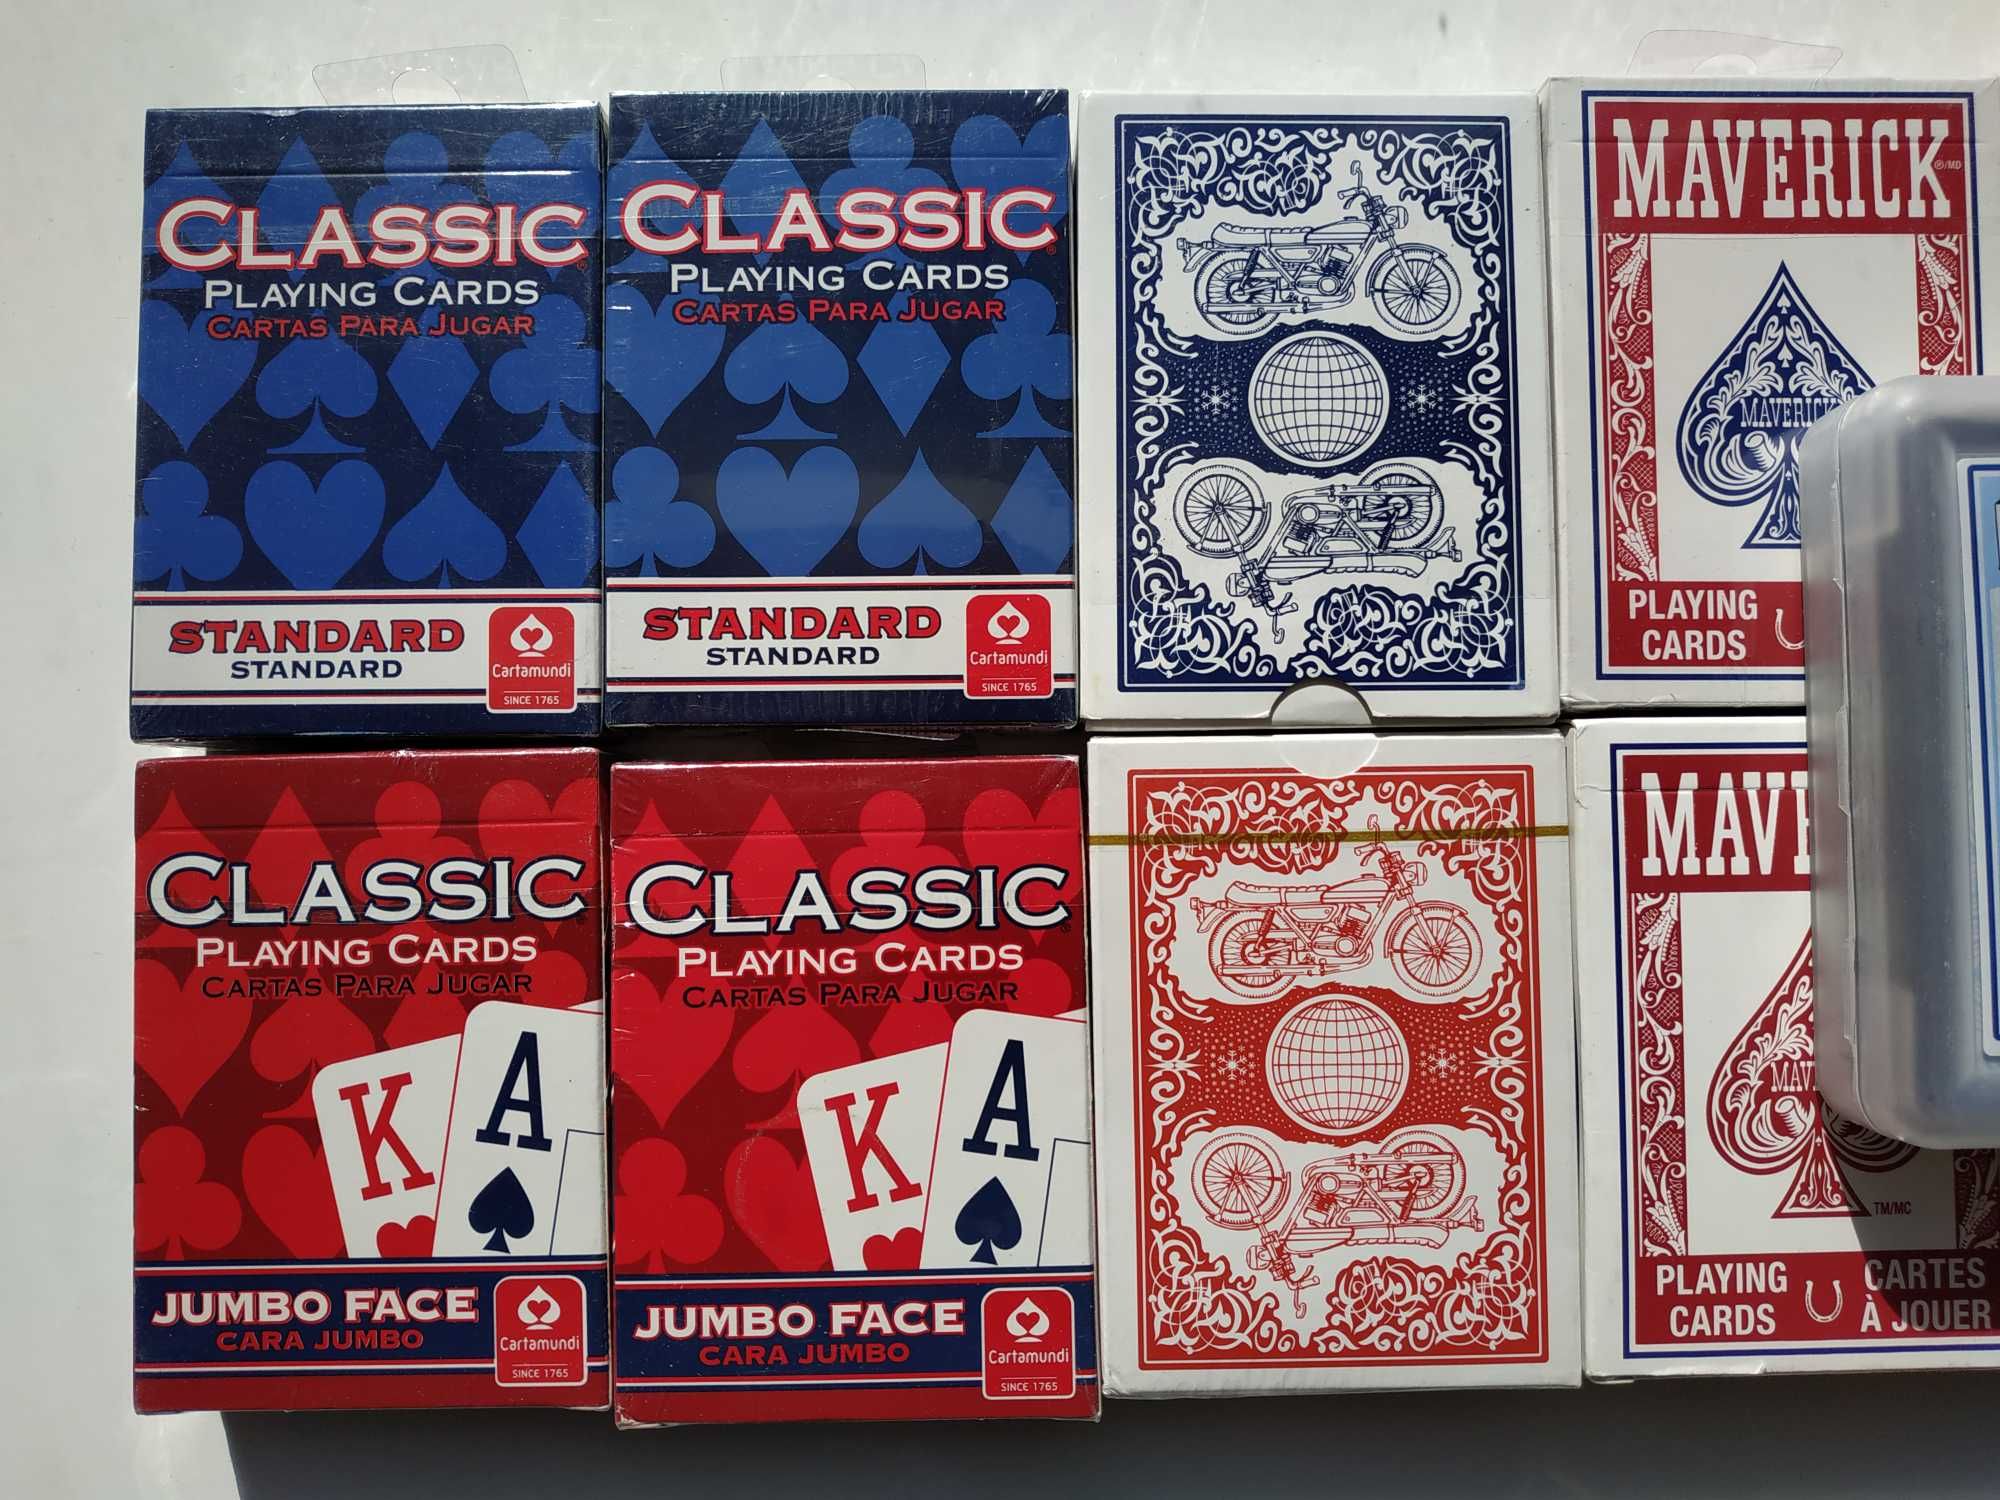 CLASSIC
PLAYING CARDS
CARTAS PARA JUGAR
STANDARD
STANDARD
Cartamundi
SINCE 1765
CLASSIC
PLAYING CARDS
CARTAS PARA JUGAR
STANDARD
STANDARD
Cartamundi
SINCE 1765
MAVERICK ®/MD
MAVERICK
PLAYING
CARDS
CLASSIC
PLAYING CARDS
CARTAS PARA JUGAR
K A
JUMBO FACE
CARA JUMBO
Cartamundi
SINCE 1765
CLASSIC
PLAYING CARDS
CARTAS PARA JUGAR
K A
JUMBO FACE
CARA JUMBO
Cartamundi
SINCE 1765
MAV
MAV
TM/MC
PLAYING
CARDS
CARTES
À JOUER